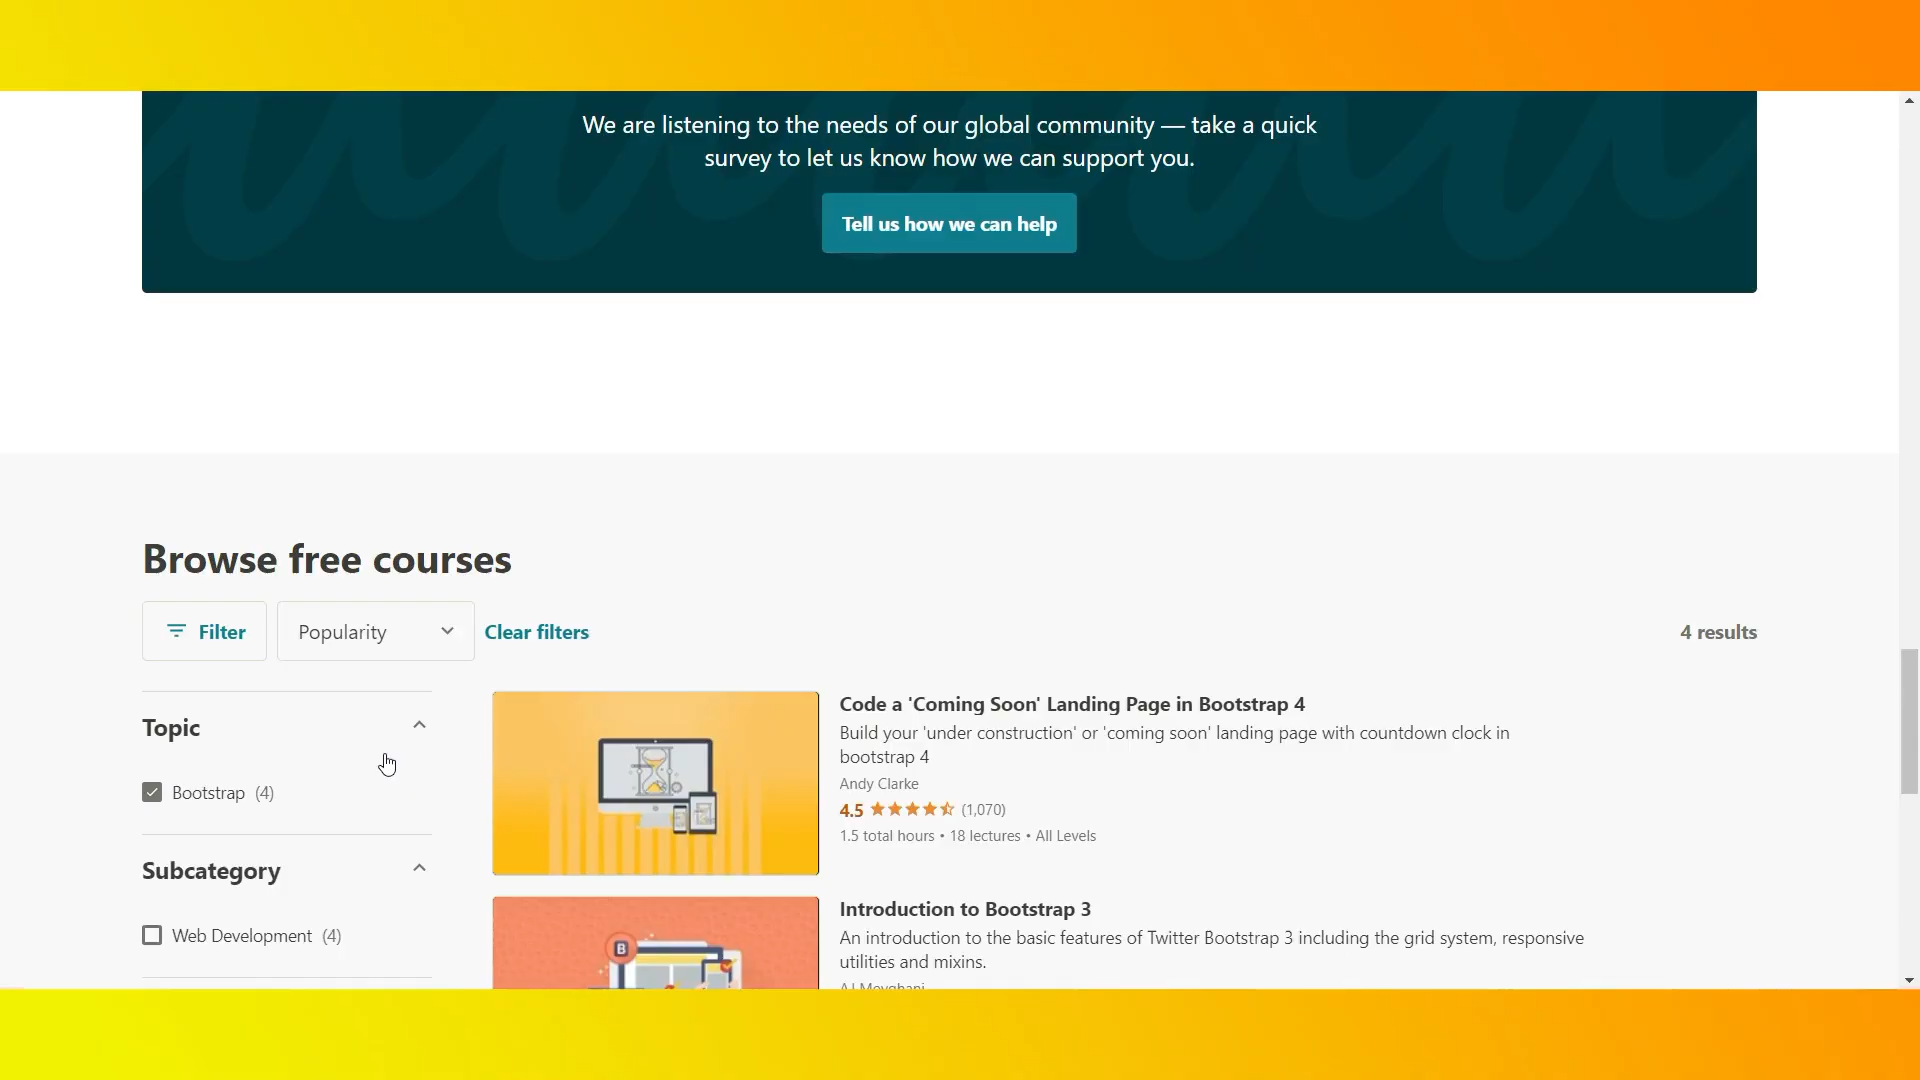 We are listening to the needs of our global community — take a quick
survey to let us know how we can support you.
Tell us how we can help
Browse free courses
Filter
Popularity
Clear filters
4 results
Topic
Bootstrap (4)
Subcategory
Web Development (4)
Code a 'Coming Soon' Landing Page in Bootstrap 4
Build your 'under construction' or 'coming soon' landing page with countdown clock in
bootstrap 4
Andy Clarke
4.5 (1,070)
1.5 total hours • 18 lectures • All Levels
Introduction to Bootstrap 3
An introduction to the basic features of Twitter Bootstrap 3 including the grid system, responsive
utilities and mixins.